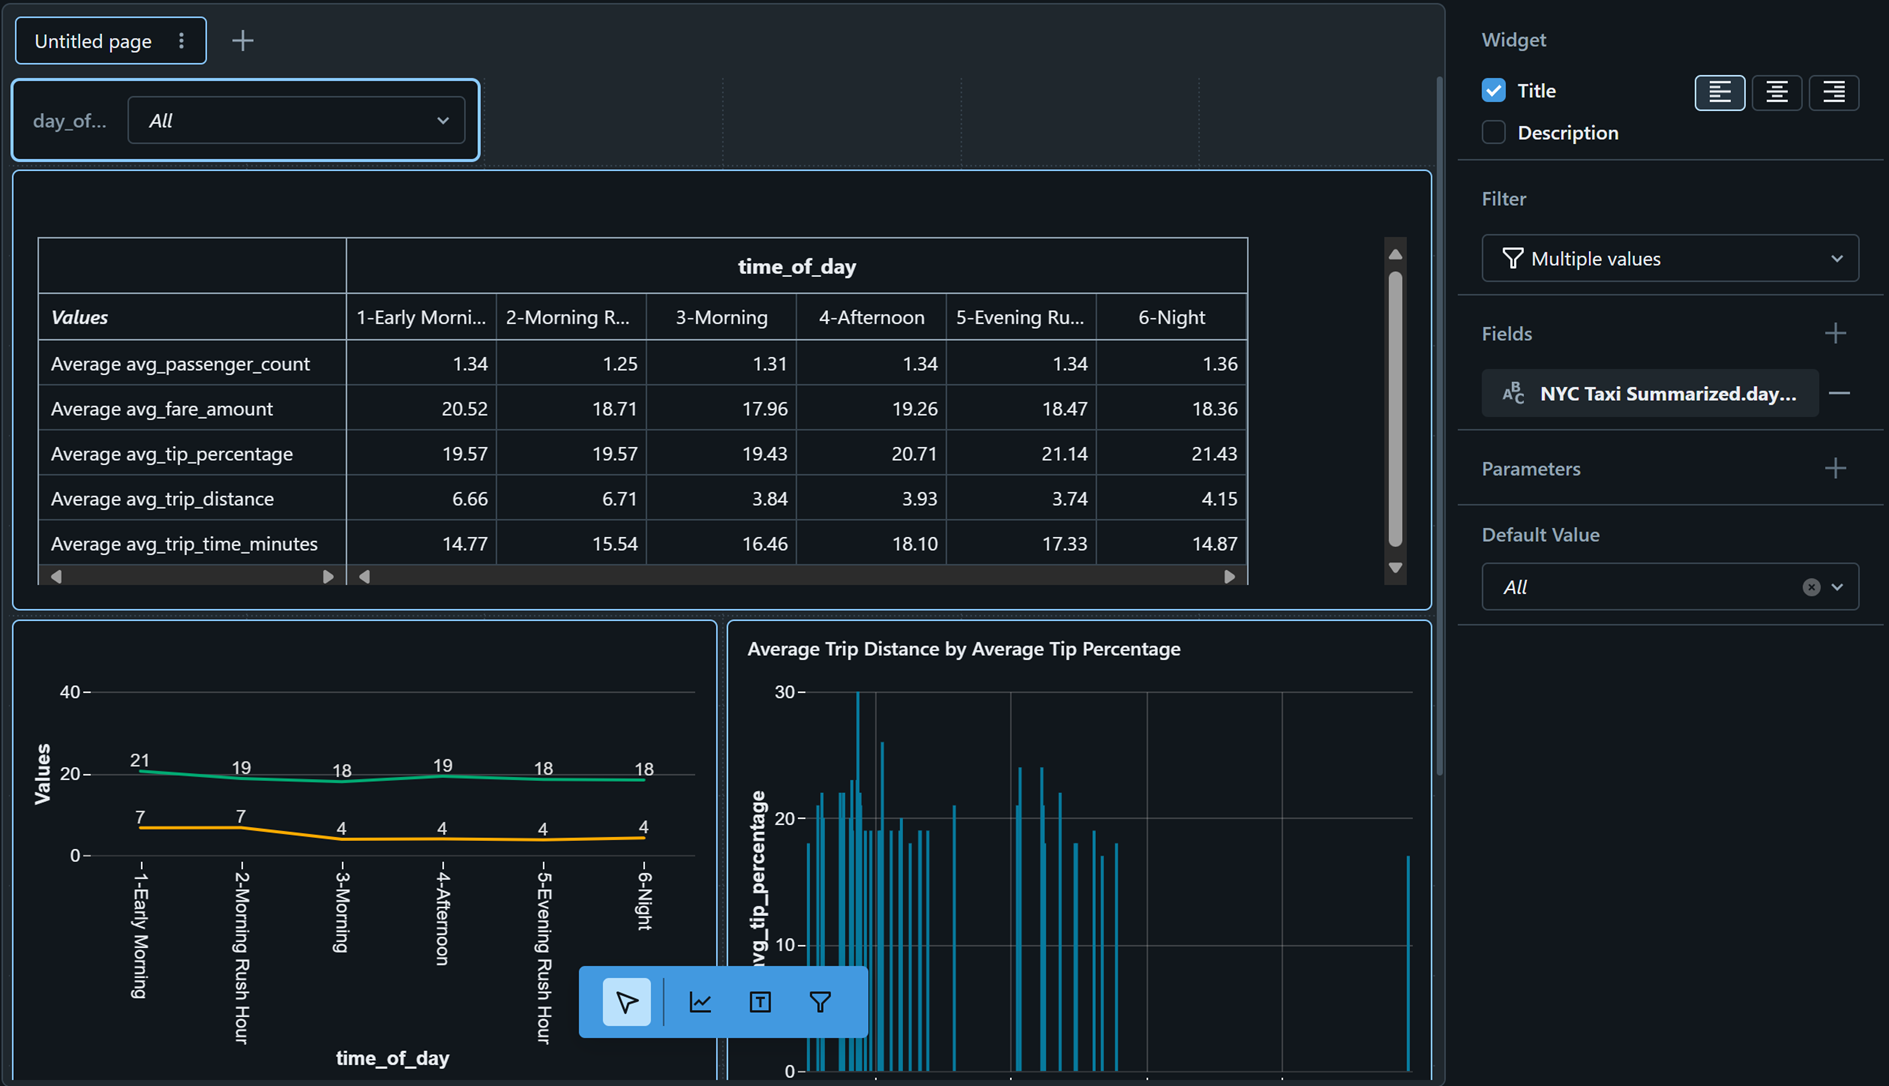 Untitled page
day_of...
All
time_of_day
Values
1-Early Morni...
2-Morning R...
3-Morning
4-Afternoon
5-Evening Ru...
6-Night
Average avg_passenger_count 1.34 1.25 1.31 1.34 1.34 1.36
Average avg_fare_amount 20.52 18.71 17.96 19.26 18.47 18.36
Average avg_tip_percentage 19.57 19.57 19.43 20.71 21.14 21.43
Average avg_trip_distance 6.66 6.71 3.84 3.93 3.74 4.15
Average avg_trip_time_minutes 14.77 15.54 16.46 18.10 17.33 14.87
Values
40
20
0
21 19 18 19 18 18
7 7 4 4 4 4
1-Early Morning
2-Morning Rush Hour
3-Morning
4-Afternoon
5-Evening Rush Hour
6-Night
time_of_day
Average Trip Distance by Average Tip Percentage
avg_tip_percentage
30
20
10
0
T
Widget
Title
Description
Filter
Multiple values
Fields
ABC NYC Taxi Summarized.day...
Parameters
Default Value
All